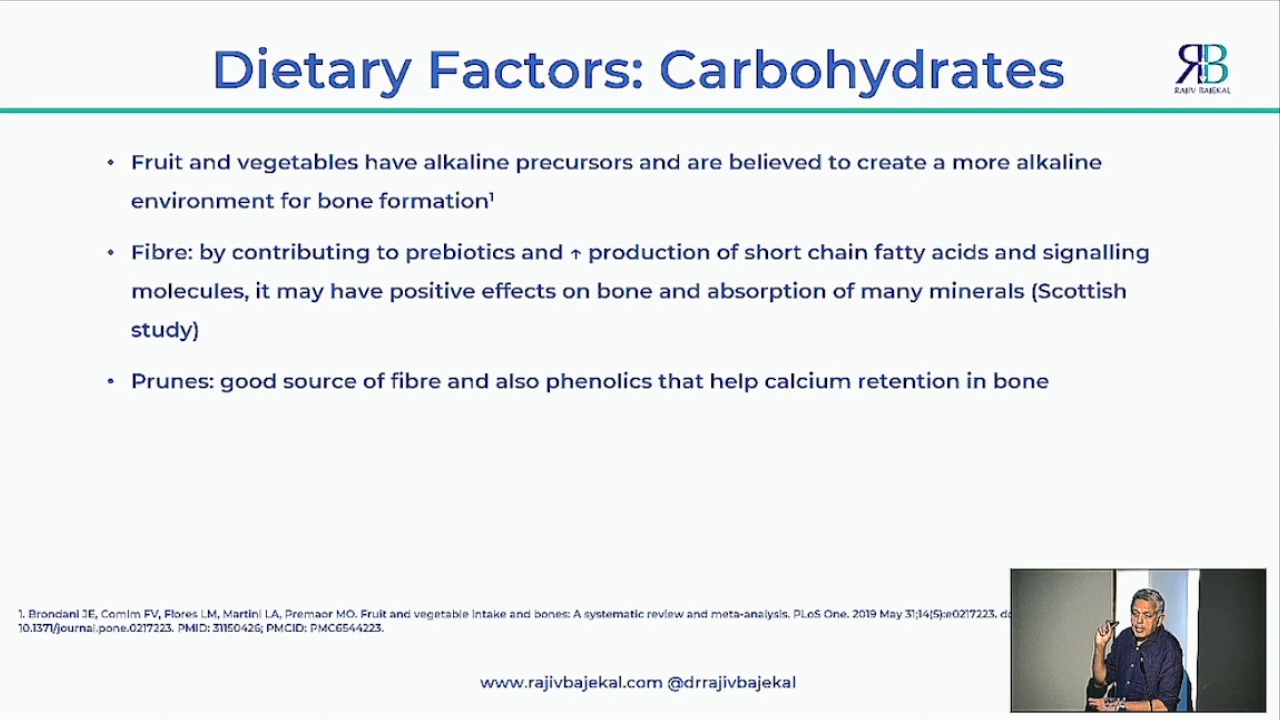 Dietary Factors: Carbohydrates
RB
RAJIV BAJEKAL
• Fruit and vegetables have alkaline precursors and are believed to create a more alkaline
environment for bone formation¹
• Fibre: by contributing to prebiotics and ↑ production of short chain fatty acids and signalling
molecules, it may have positive effects on bone and absorption of many minerals (Scottish
study)
• Prunes: good source of fibre and also phenolics that help calcium retention in bone
1. Brondani JE, Comim FV, Flores LM, Martini LA, Premaor MO. Fruit and vegetable intake and bones: A systematic review and meta-analysis. PLoS One. 2019 May 31;14(5):e0217223.
10.1371/journal.pone.0217223. PMID: 31150426; PMCID: PMC6544223.
www.rajivbajekal.com @drrajivbajekal